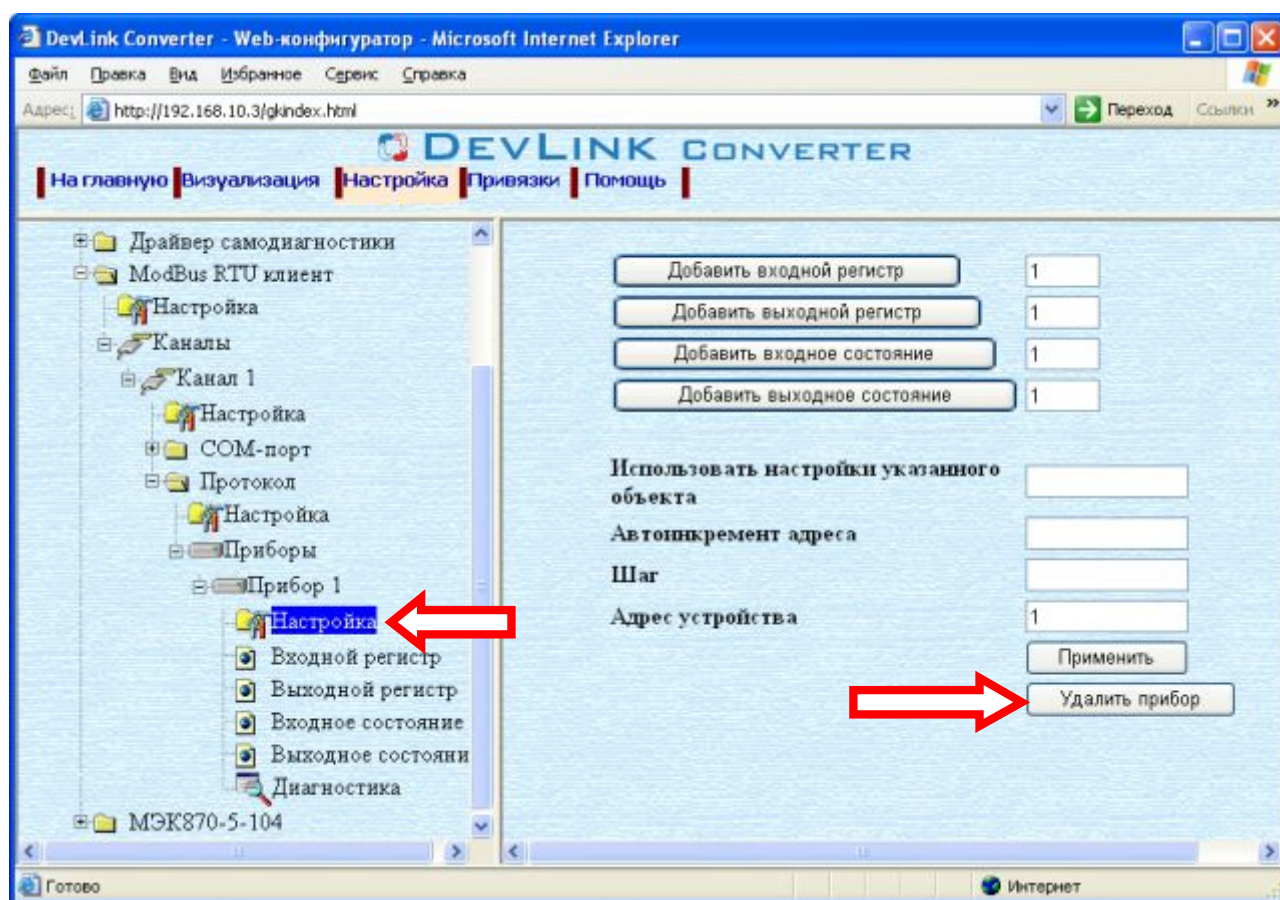 DevLink Converter - Web-конфигуратор - Microsoft Internet Explorer
Файл Правка Вид Избранное Сервис Справка
Адрес: http://192.168.10.3/gkindex.html Переход Ссылки »
DEVLINK CONVERTER
На главную Визуализация Настройка Привязки Помощь
Драйвер самодиагностики
ModBus RTU клиент
Настройка
Каналы
Канал 1
Настройка
COM-порт
Протокол
Настройка
Приборы
Прибор 1
Настройка
Входной регистр
Выходной регистр
Входное состояние
Выходное состояни
Диагностика
МЭК870-5-104
Добавить входной регистр 1
Добавить выходной регистр 1
Добавить входное состояние 1
Добавить выходное состояние 1
Использовать настройки указанного
объекта
Автоинкремент адреса
Шаг
Адрес устройства 1
Применить
Удалить прибор
Готово Интернет